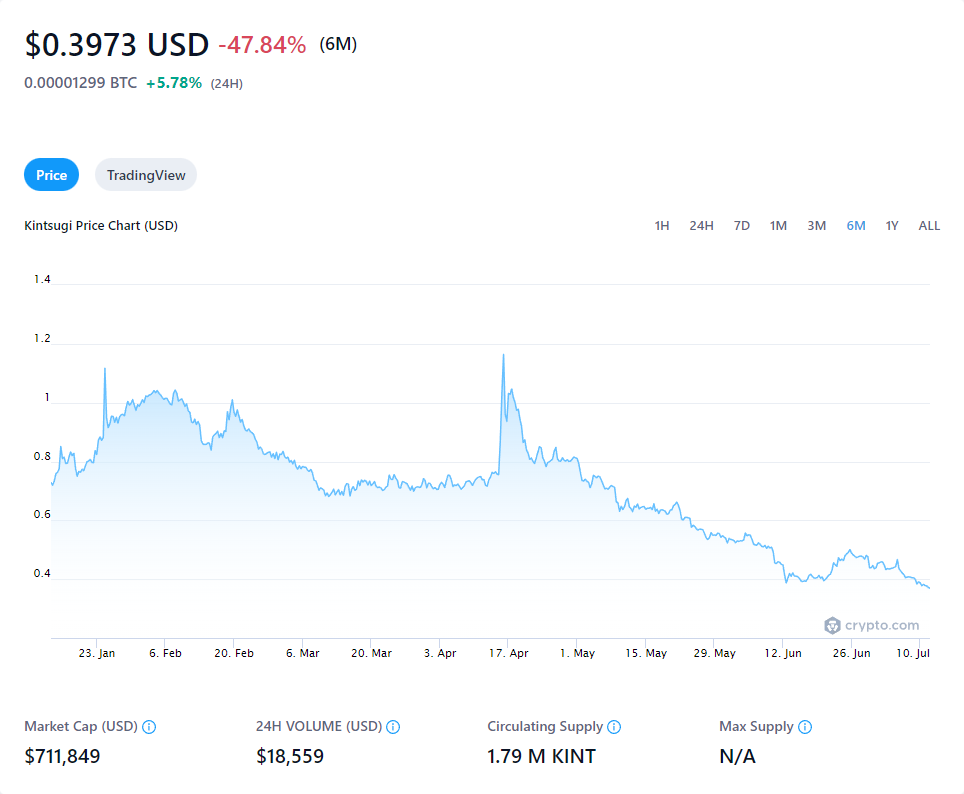 $0.3973 USD -47.84% (6M)
0.00001299 BTC +5.78% (24H)
Price TradingView
Kintsugi Price Chart (USD) 1H 24H 7D 1M 3M 6M 1Y ALL
1.4
1.2
1
0.8
0.6
0.4
crypto.com
23. Jan 6. Feb 20. Feb 6. Mar 20. Mar 3. Apr 17. Apr 1. May 15. May 29. May 12. Jun 26. Jun 10. Jul
Market Cap (USD) 24H VOLUME (USD) Circulating Supply Max Supply
$711,849 $18,559 1.79 M KINT N/A